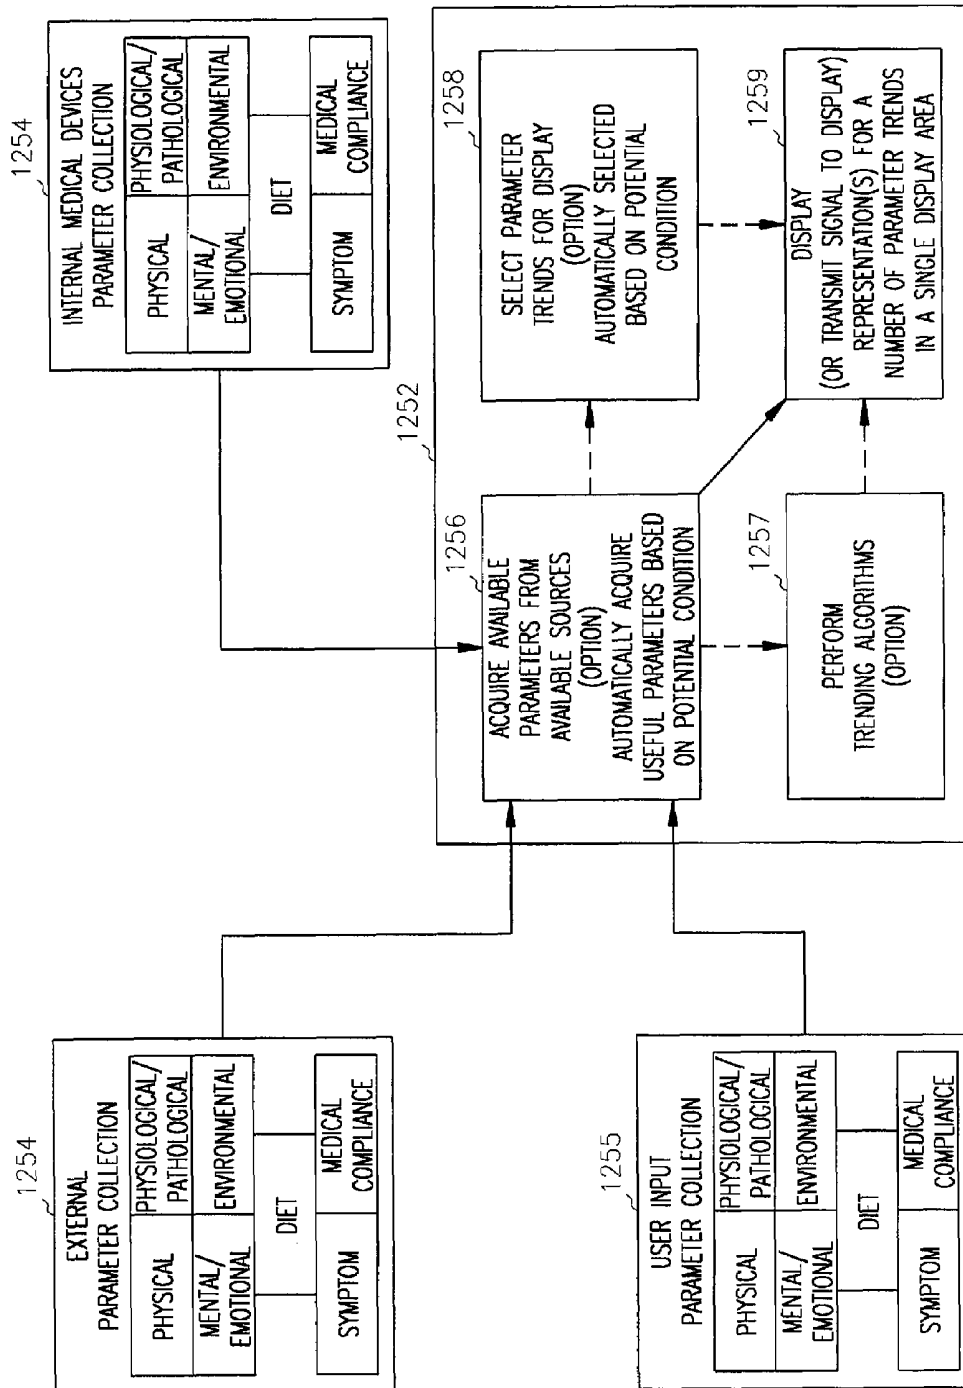 1254
EXTERNAL
PARAMETER COLLECTION
PHYSICAL
PHYSIOLOGICAL/
PATHOLOGICAL
MENTAL/
EMOTIONAL
ENVIRONMENTAL
DIET
SYMPTOM
MEDICAL
COMPLIANCE
1254
INTERNAL MEDICAL DEVICES
PARAMETER COLLECTION
PHYSICAL
PHYSIOLOGICAL/
PATHOLOGICAL
MENTAL/
EMOTIONAL
ENVIRONMENTAL
DIET
SYMPTOM
MEDICAL
COMPLIANCE
1255
USER INPUT
PARAMETER COLLECTION
PHYSICAL
PHYSIOLOGICAL/
PATHOLOGICAL
MENTAL/
EMOTIONAL
ENVIRONMENTAL
DIET
SYMPTOM
MEDICAL
COMPLIANCE
1252
1256
ACQUIRE AVAILABLE
PARAMETERS FROM
AVAILABLE SOURCES
(OPTION)
AUTOMATICALLY ACQUIRE
USEFUL PARAMETERS BASED
ON POTENTIAL CONDITION
1258
SELECT PARAMETER
TRENDS FOR DISPLAY
(OPTION)
AUTOMATICALLY SELECTED
BASED ON POTENTIAL
CONDITION
1257
PERFORM
TRENDING ALGORITHMS
(OPTION)
1259
DISPLAY
(OR TRANSMIT SIGNAL TO DISPLAY)
REPRESENTATION(S) FOR A
NUMBER OF PARAMETER TRENDS
IN A SINGLE DISPLAY AREA